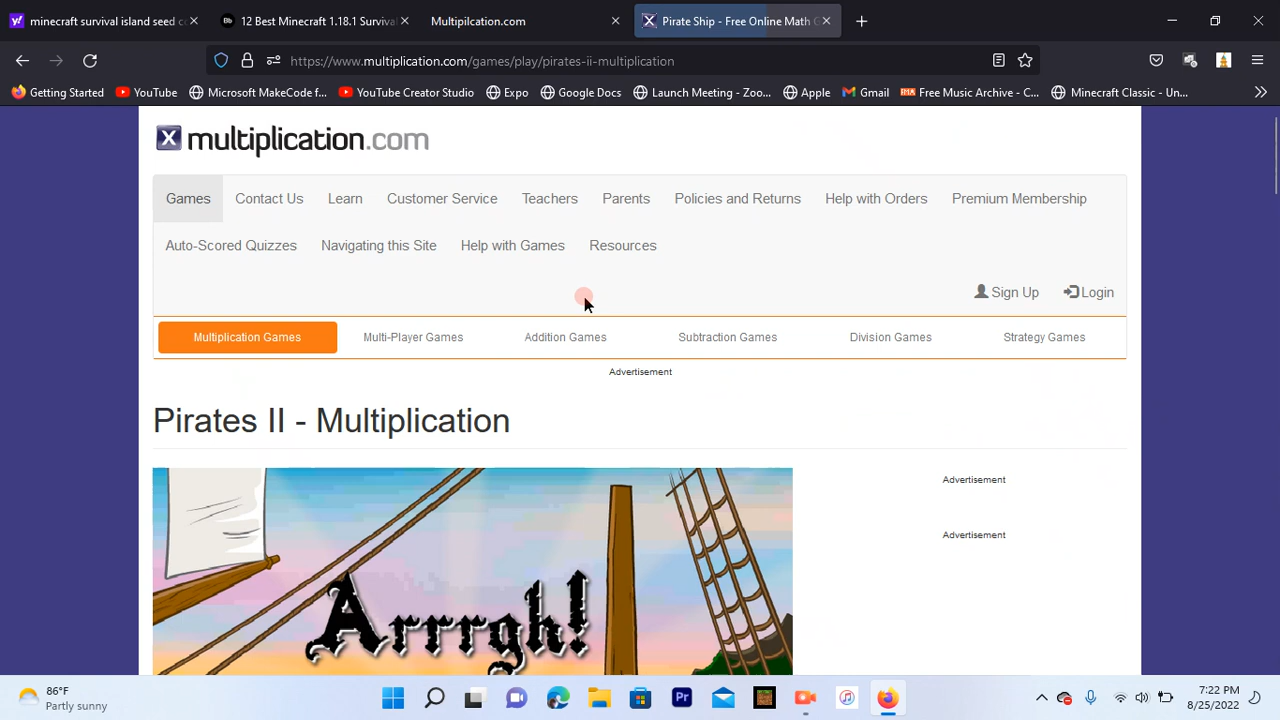 minecraft survival island seed c
12 Best Minecraft 1.18.1 Survival
Multipilcation.com
Pirate Ship - Free Online Math G
https://www.multiplication.com/games/play/pirates-ii-multiplication
Getting Started
YouTube
Microsoft MakeCode f...
YouTube Creator Studio
Expo
Google Docs
Launch Meeting - Zoo...
Apple
Gmail
Free Music Archive - C...
Minecraft Classic - Un...
multiplication.com
Games
Contact Us
Learn
Customer Service
Teachers
Parents
Policies and Returns
Help with Orders
Premium Membership
Auto-Scored Quizzes
Navigating this Site
Help with Games
Resources
Sign Up
Login
Multiplication Games
Multi-Player Games
Addition Games
Subtraction Games
Division Games
Strategy Games
Advertisement
Pirates II - Multiplication
Advertisement
Advertisement
Arrrgh!
86°F
Partly sunny
Pr
7:22 PM
8/25/2022